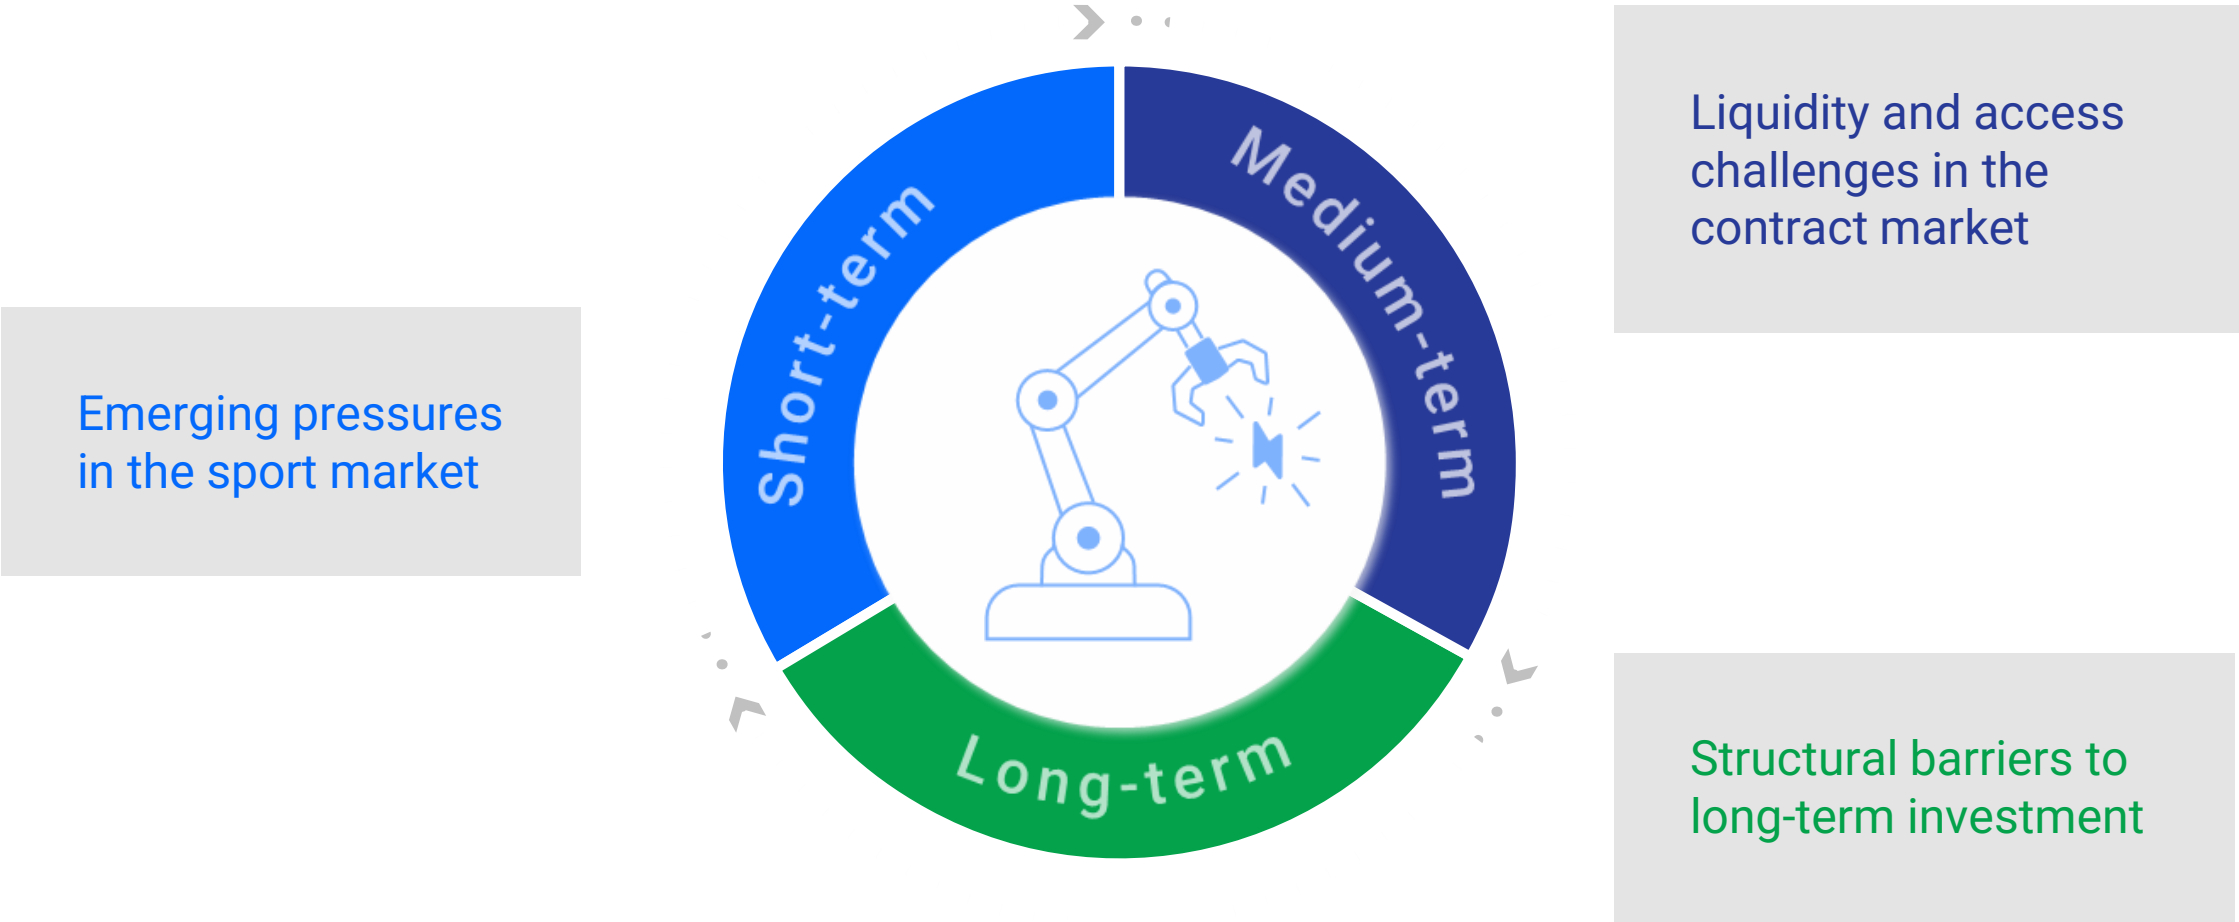 Short-term
Medium-term
Long-term
Emerging pressures
in the sport market
Liquidity and access
challenges in the
contract market
Structural barriers to
long-term investment